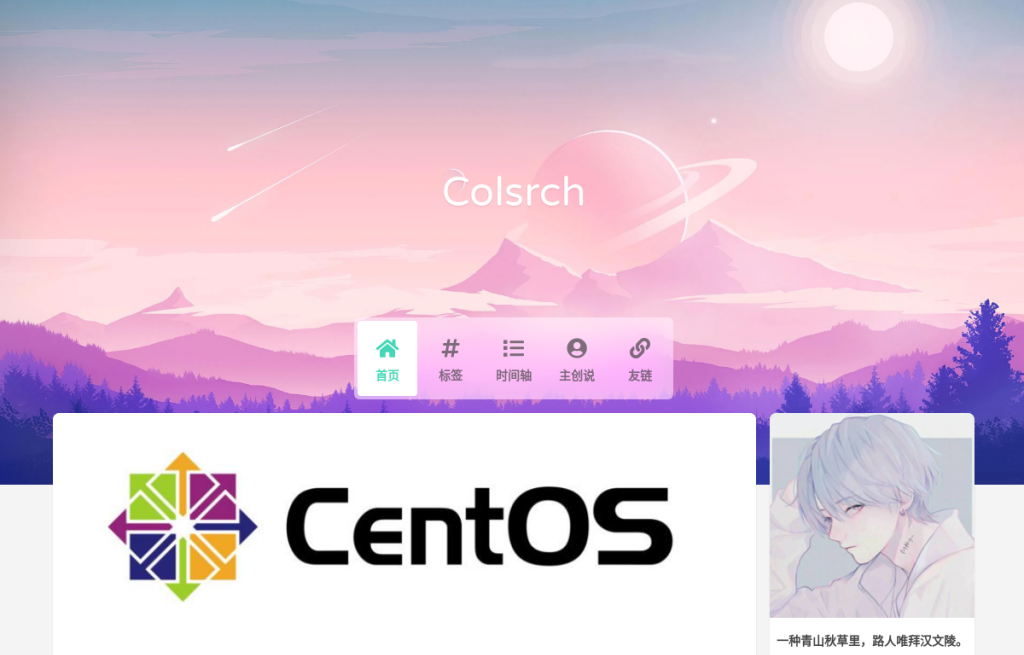 Colsrch
首页
标签
时间轴
主创说
友链
CentOS
一种青山秋草里，路人唯拜汉文陵。